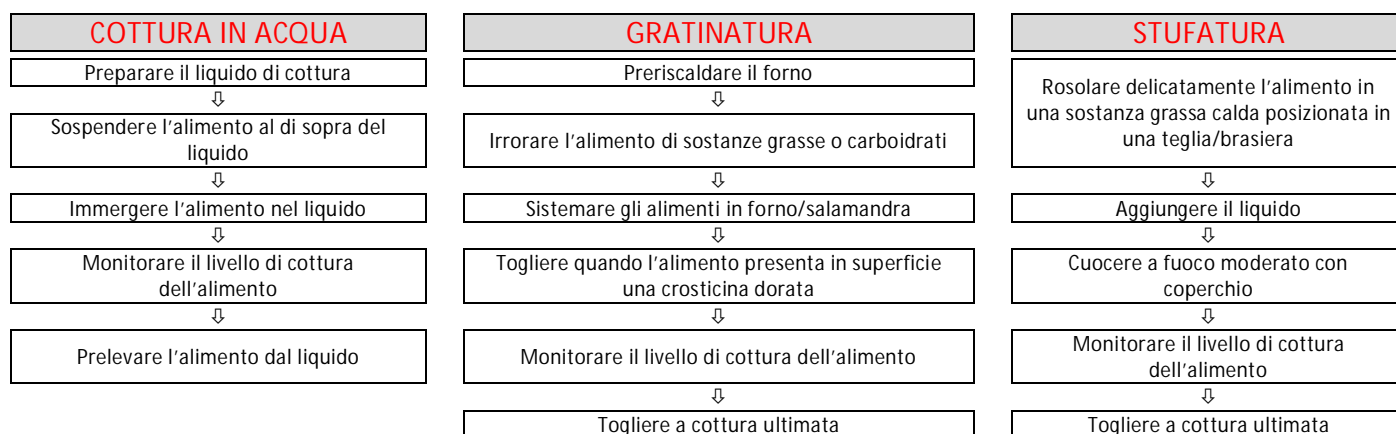 COTTURA IN ACQUA
Preparare il liquido di cottura
⇩
Sospendere l'alimento al di sopra del
liquido
⇩
Immergere l'alimento nel liquido
⇩
Monitorare il livello di cottura
dell'alimento
⇩
Prelevare l'alimento dal liquido
GRATINATURA
Preriscaldare il forno
⇩
Irrorare l'alimento di sostanze grasse o carboidrati
⇩
Sistemare gli alimenti in forno/salamandra
⇩
Togliere quando l'alimento presenta in superficie
una crosticina dorata
⇩
Monitorare il livello di cottura dell'alimento
⇩
Togliere a cottura ultimata
STUFATURA
Rosolare delicatamente l'alimento in
una sostanza grassa calda posizionata in
una teglia/brasiera
⇩
Aggiungere il liquido
⇩
Cuocere a fuoco moderato con
coperchio
⇩
Monitorare il livello di cottura
dell'alimento
⇩
Togliere a cottura ultimata